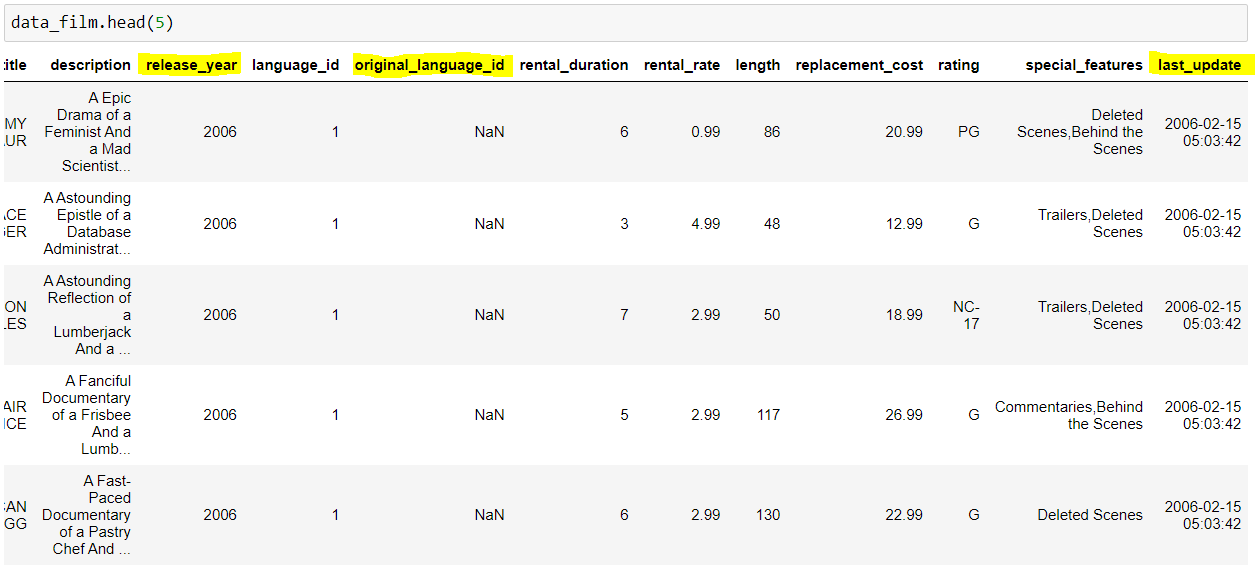 data_film.head(5)
title description release_year language_id original_language_id rental_duration rental_rate length replacement_cost rating special_features last_update
MY
UR
A Epic
Drama of a
Feminist And
a Mad
Scientist...
2006 1 NaN 6 0.99 86 20.99 PG
Deleted
Scenes,Behind the
Scenes
2006-02-15
05:03:42
ACE
GER
A Astounding
Epistle of a
Database
Administrat...
2006 1 NaN 3 4.99 48 12.99 G
Trailers,Deleted
Scenes
2006-02-15
05:03:42
ON
LES
A Astounding
Reflection of
a
Lumberjack
And a ...
2006 1 NaN 7 2.99 50 18.99
NC-
17
Trailers,Deleted
Scenes
2006-02-15
05:03:42
AIR
CE
A Fanciful
Documentary
of a Frisbee
And a
Lumb...
2006 1 NaN 5 2.99 117 26.99 G
Commentaries,Behind
the Scenes
2006-02-15
05:03:42
AN
GG
A Fast-
Paced
Documentary
of a Pastry
Chef And ...
2006 1 NaN 6 2.99 130 22.99 G
Deleted Scenes
2006-02-15
05:03:42